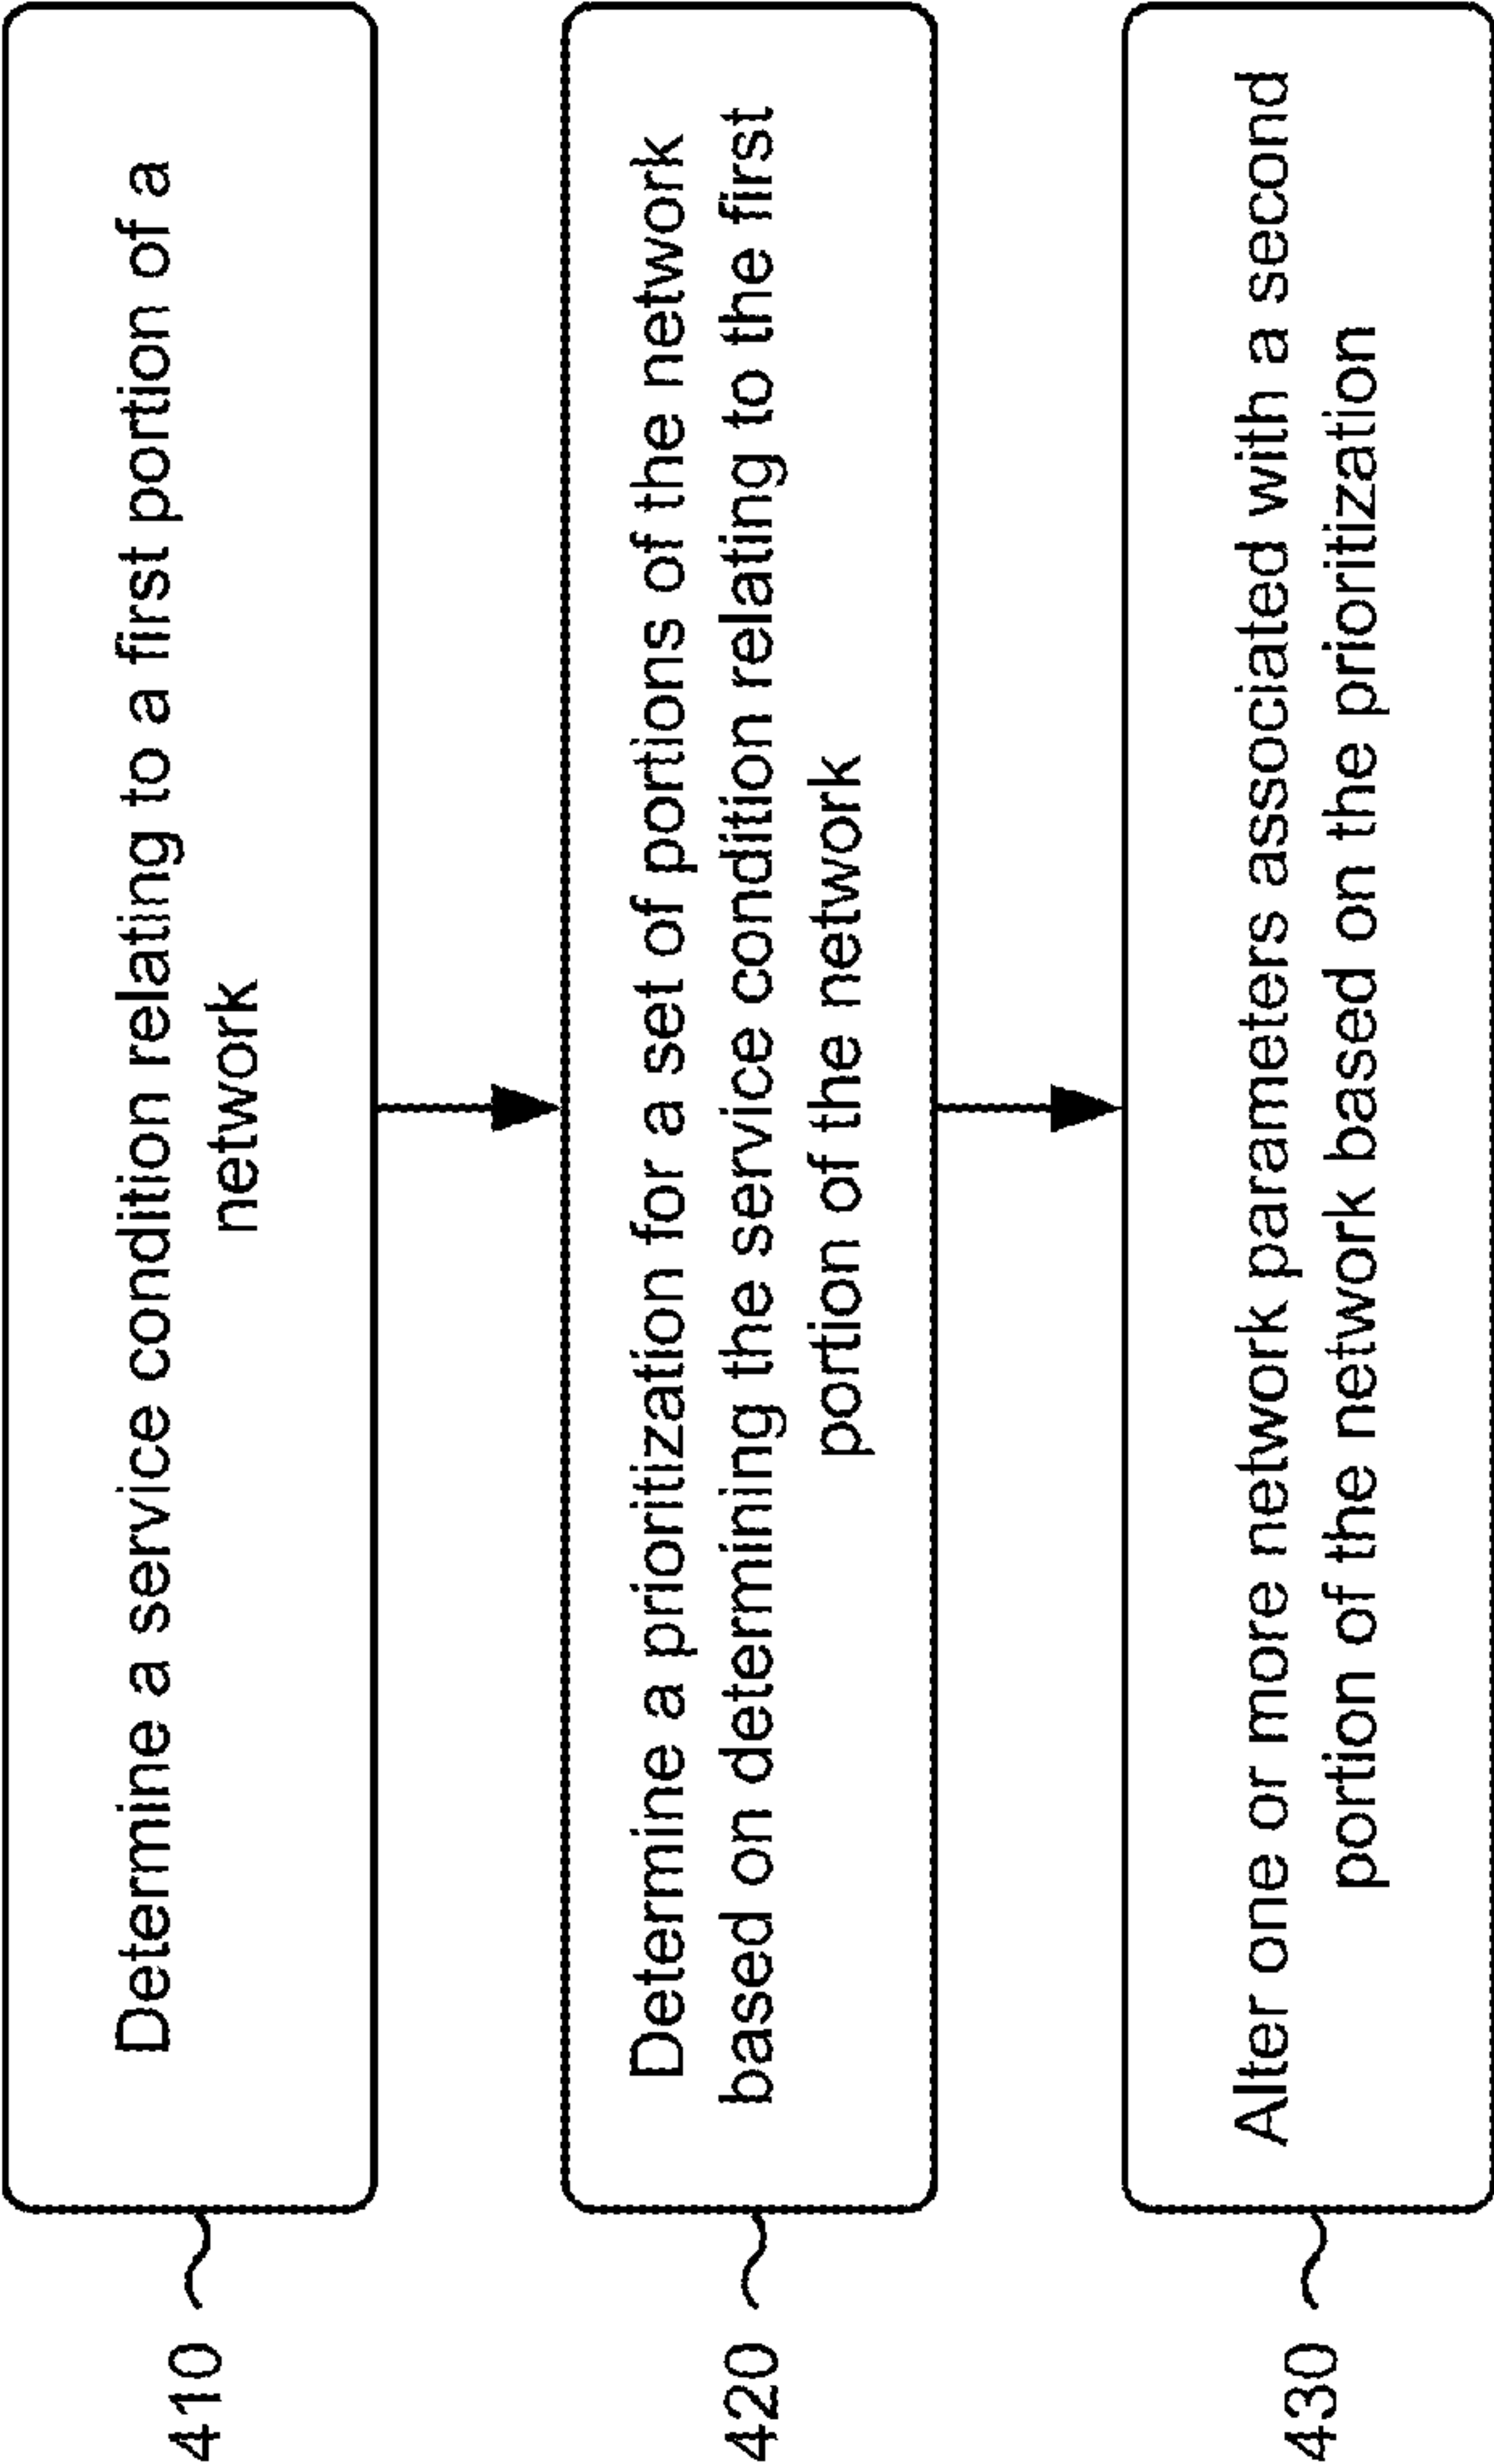 410
Determine a service condition relating to a first portion of a
network
420
Determine a prioritization for a set of portions of the network
based on determining the service condition relating to the first
portion of the network
430
Alter one or more network parameters associated with a second
portion of the network based on the prioritization